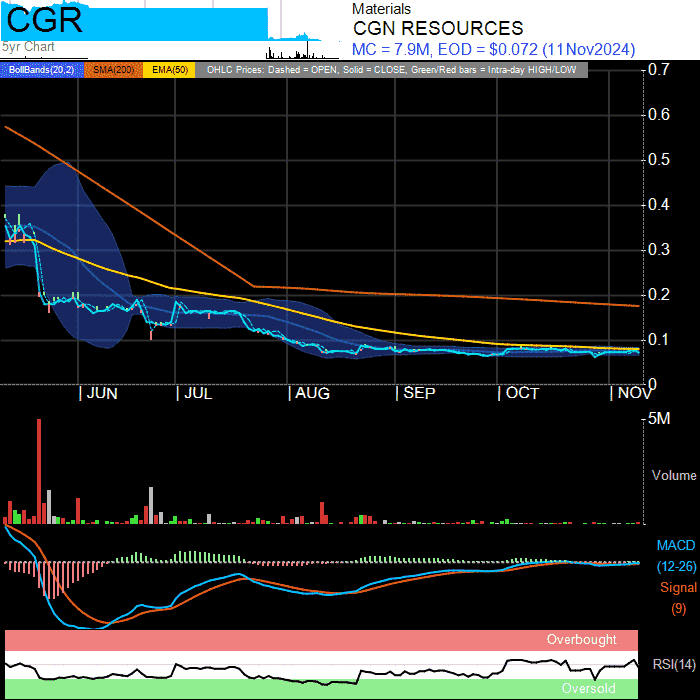 CGR
5yr Chart
Materials
CGN RESOURCES
MC = 7.9M, EOD = $0.072 (11Nov2024)
BollBands(20,2) SMA(200) EMA(50) OHLC Prices: Dashed = OPEN, Solid = CLOSE, Green/Red bars = Intra-day HIGH/LOW
0.7
0.6
0.5
0.4
0.3
0.2
0.1
0
| JUN | JUL | AUG | SEP | OCT | NOV
5M
Volume
MACD
(12-26)
Signal
(9)
Overbought
RSI(14)
Oversold